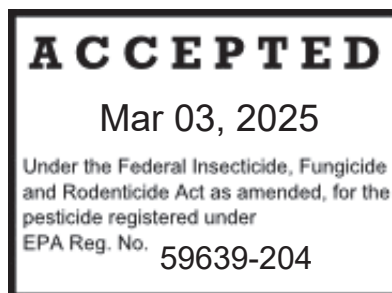 ACCEPTED
Mar 03, 2025
Under the Federal Insecticide, Fungicide
and Rodenticide Act as amended, for the
pesticide registered under
EPA Reg. No. 59639-204